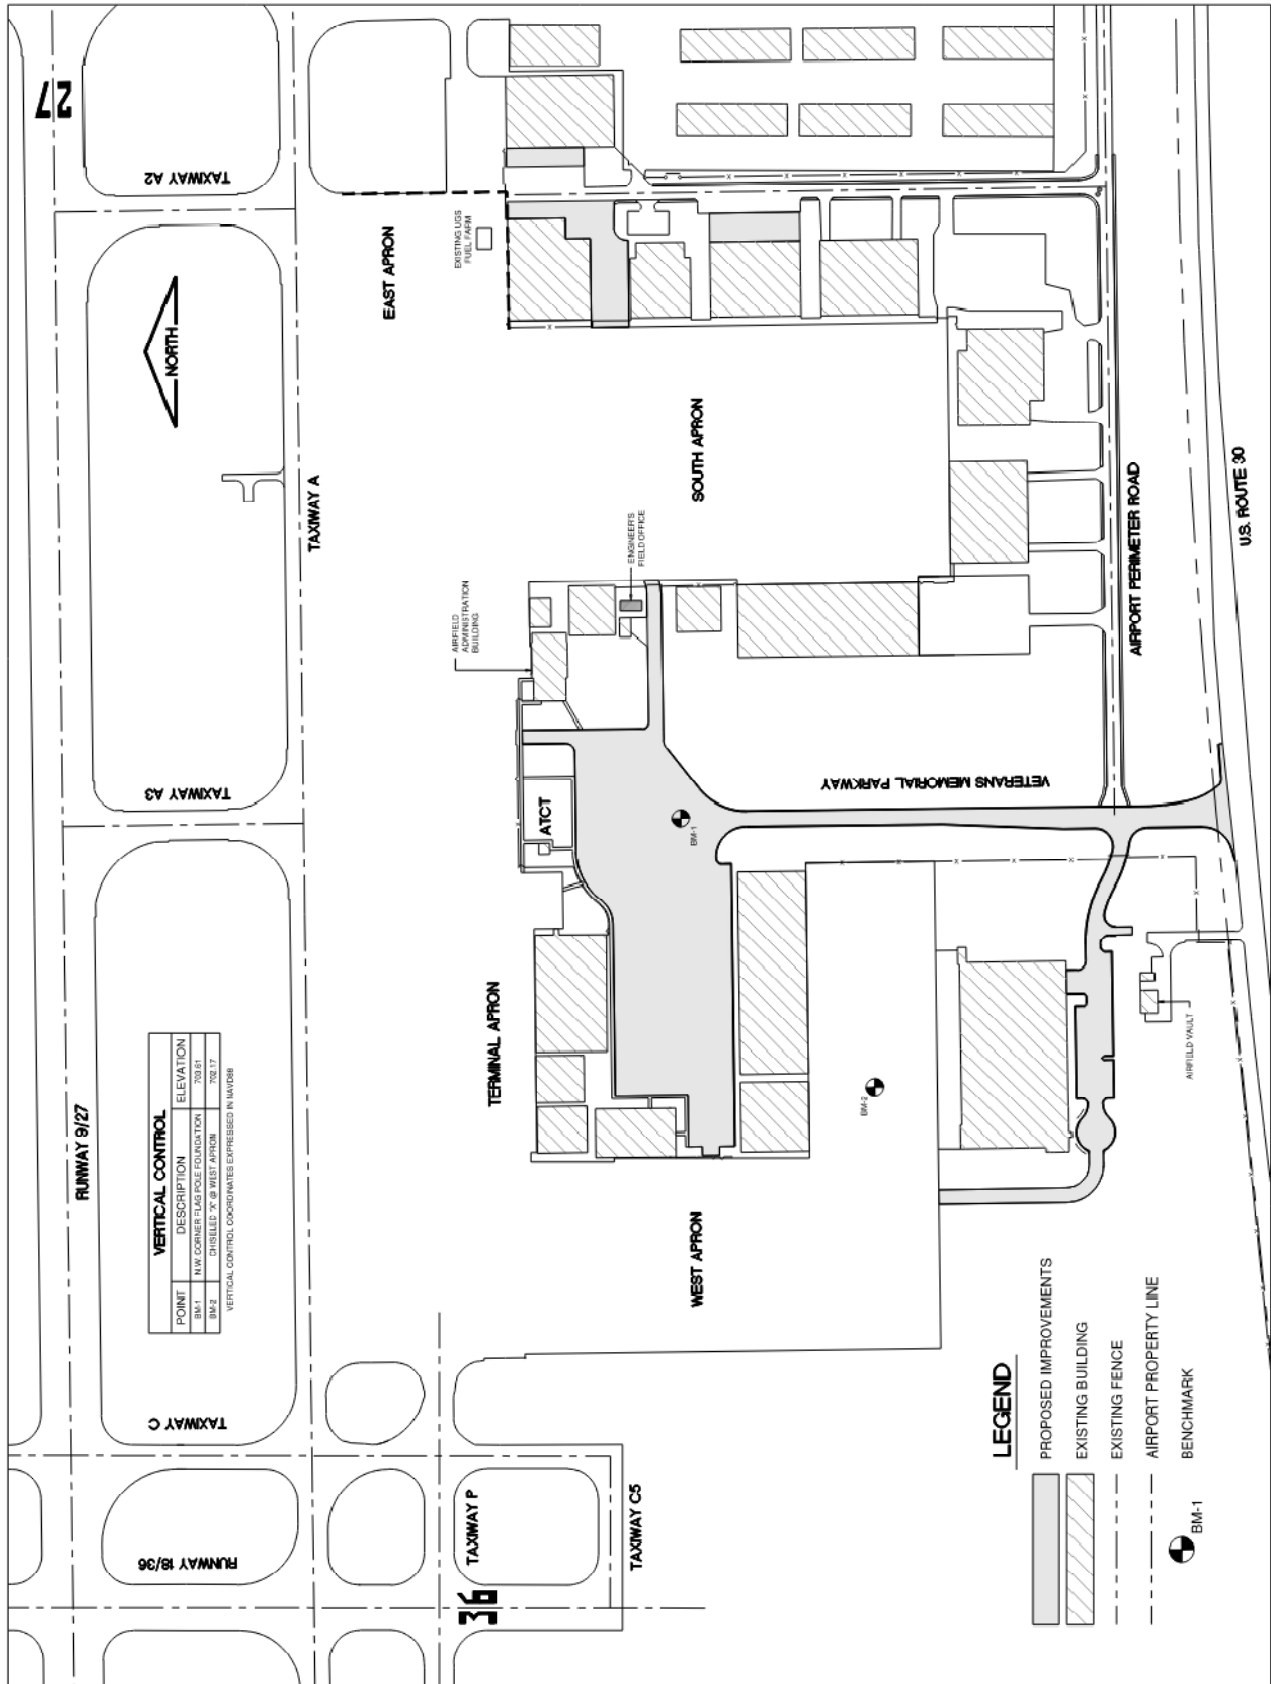 27
TAXIWAY A2
EAST APRON
EXISTING UGS
FUEL FARM
NORTH
TAXIWAY A
SOUTH APRON
ENGINEER'S
FIELD OFFICE
AIRFIELD
ADMINISTRATION
BUILDING
AIRPORT PERIMETER ROAD
U.S. ROUTE 30
TAXIWAY A3
ATCT
BM-1
VETERANS MEMORIAL PARKWAY
TERMINAL APRON
BM-2
AIRFIELD VAULT
RUNWAY 9/27
VERTICAL CONTROL
POINT DESCRIPTION ELEVATION
BM-1 N.W. CORNER FLAG POLE FOUNDATION 703.61
BM-2 CHISELED "X" @ WEST APRON 702.17
VERTICAL CONTROL COORDINATES EXPRESSED IN NAVD88
WEST APRON
TAXIWAY C
RUNWAY 18/36
TAXIWAY P
36
TAXIWAY C5
LEGEND
PROPOSED IMPROVEMENTS
EXISTING BUILDING
EXISTING FENCE
AIRPORT PROPERTY LINE
BENCHMARK
BM-1